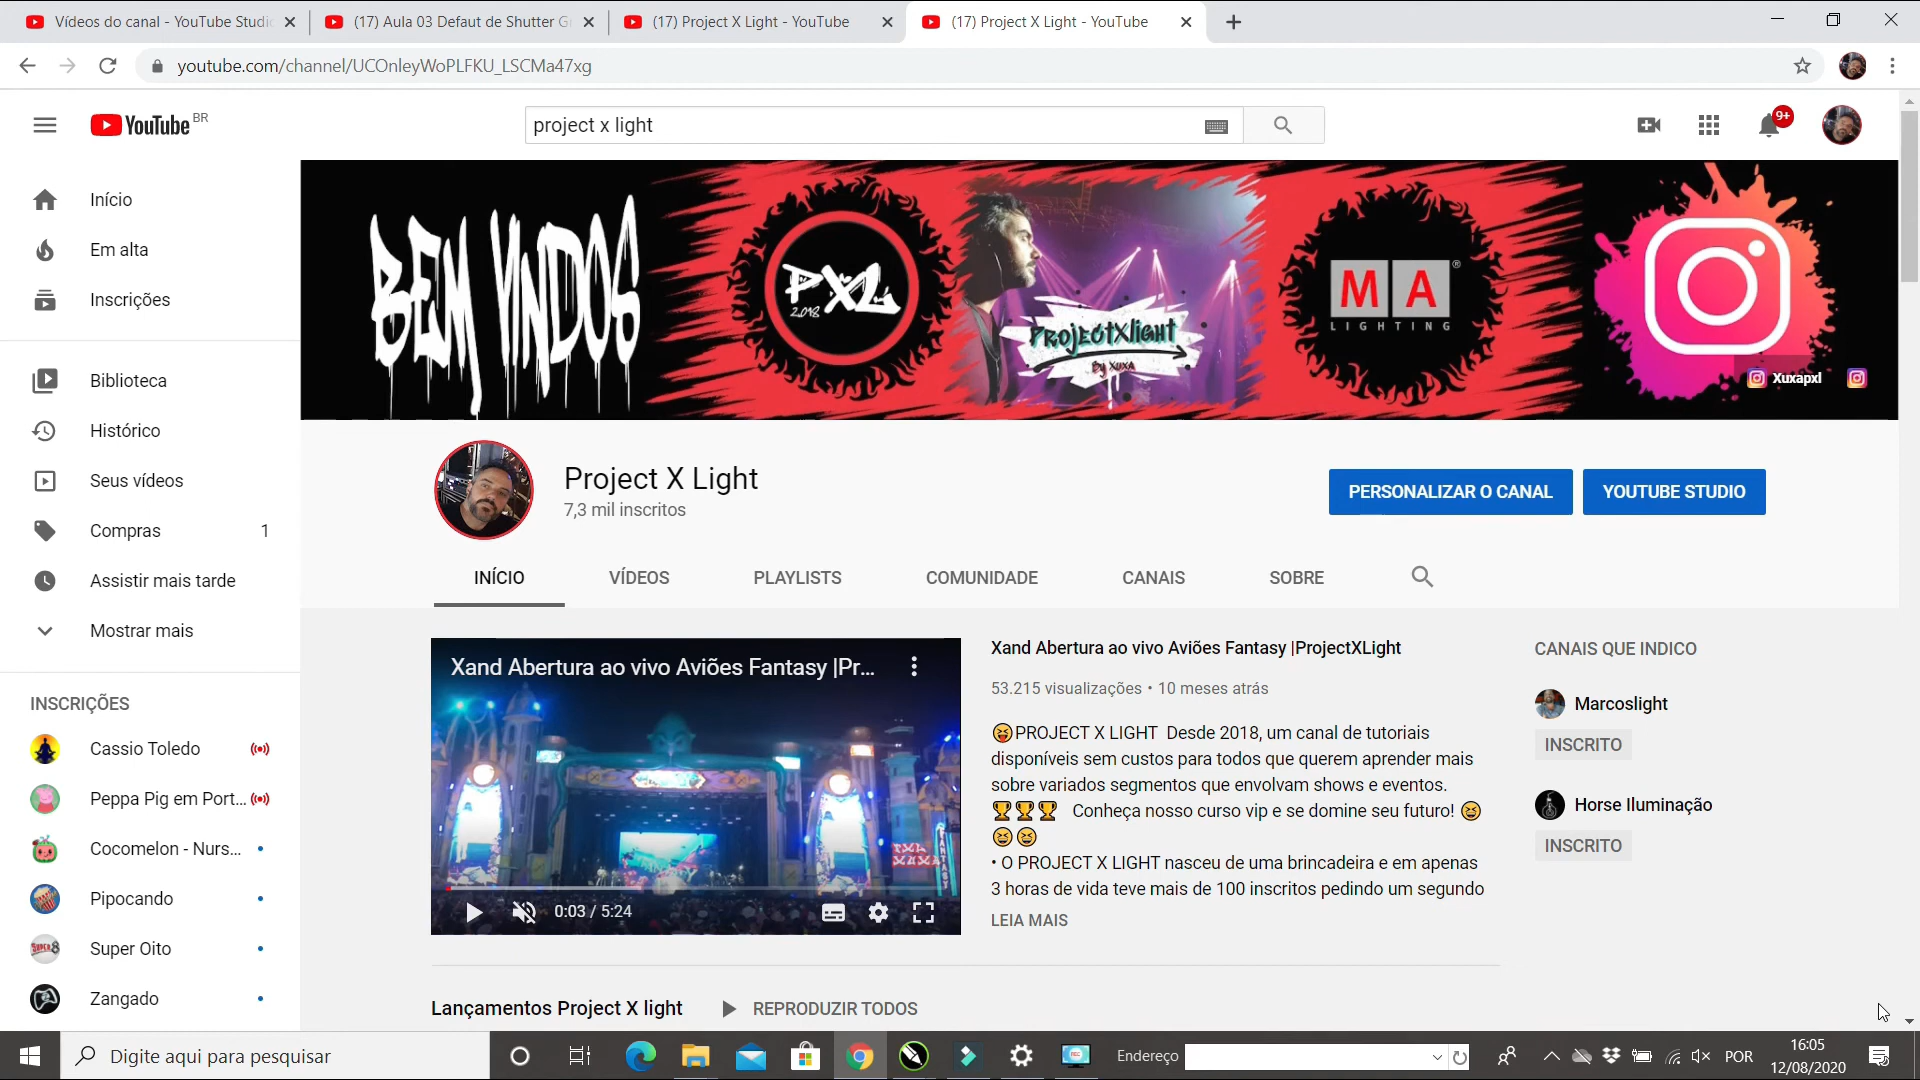 Vídeos do canal - YouTube Studio
(17) Aula 03 Defaut de Shutter G
(17) Project X Light - YouTube
(17) Project X Light - YouTube
youtube.com/channel/UCOnleyWoPLFKU_LSCMa47xg
YouTube BR
project x light
9+
Início
Em alta
Inscrições
Biblioteca
Histórico
Seus vídeos
Compras 1
Assistir mais tarde
Mostrar mais
INSCRIÇÕES
Cassio Toledo
Peppa Pig em Port...
Cocomelon - Nurs...
Pipocando
Super Oito
Zangado
BEM VINDOS
PXL
2018
PROJECTXLIGHT
By XUXA
MA ®
LIGHTING
Xuxapxl
Project X Light
7,3 mil inscritos
PERSONALIZAR O CANAL
YOUTUBE STUDIO
INÍCIO
VÍDEOS
PLAYLISTS
COMUNIDADE
CANAIS
SOBRE
Xand Abertura ao vivo Aviões Fantasy |Pr...
0:03 / 5:24
Xand Abertura ao vivo Aviões Fantasy |ProjectXLight
53.215 visualizações • 10 meses atrás
😝PROJECT X LIGHT Desde 2018, um canal de tutoriais
disponíveis sem custos para todos que querem aprender mais
sobre variados segmentos que envolvam shows e eventos.
🏆🏆🏆 Conheça nosso curso vip e se domine seu futuro! 😆
😆😆
• O PROJECT X LIGHT nasceu de uma brincadeira e em apenas
3 horas de vida teve mais de 100 inscritos pedindo um segundo
LEIA MAIS
CANAIS QUE INDICO
Marcoslight
INSCRITO
Horse Iluminação
INSCRITO
Lançamentos Project X light
REPRODUZIR TODOS
Digite aqui para pesquisar
Endereço
POR
16:05
12/08/2020